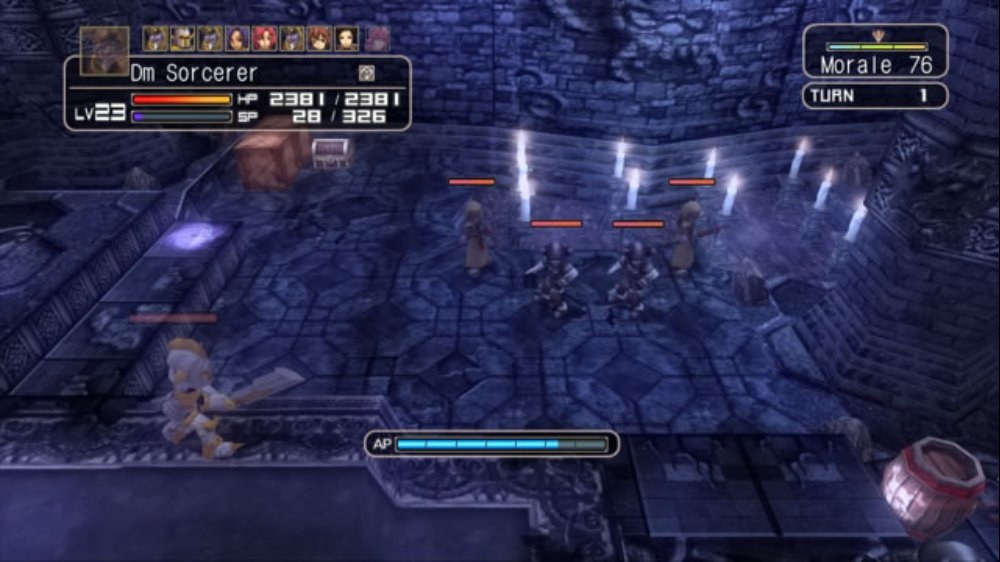 Dm Sorcerer
LV23 HP 2381 / 2381
SP 28 / 326
Morale 76
TURN 1
AP